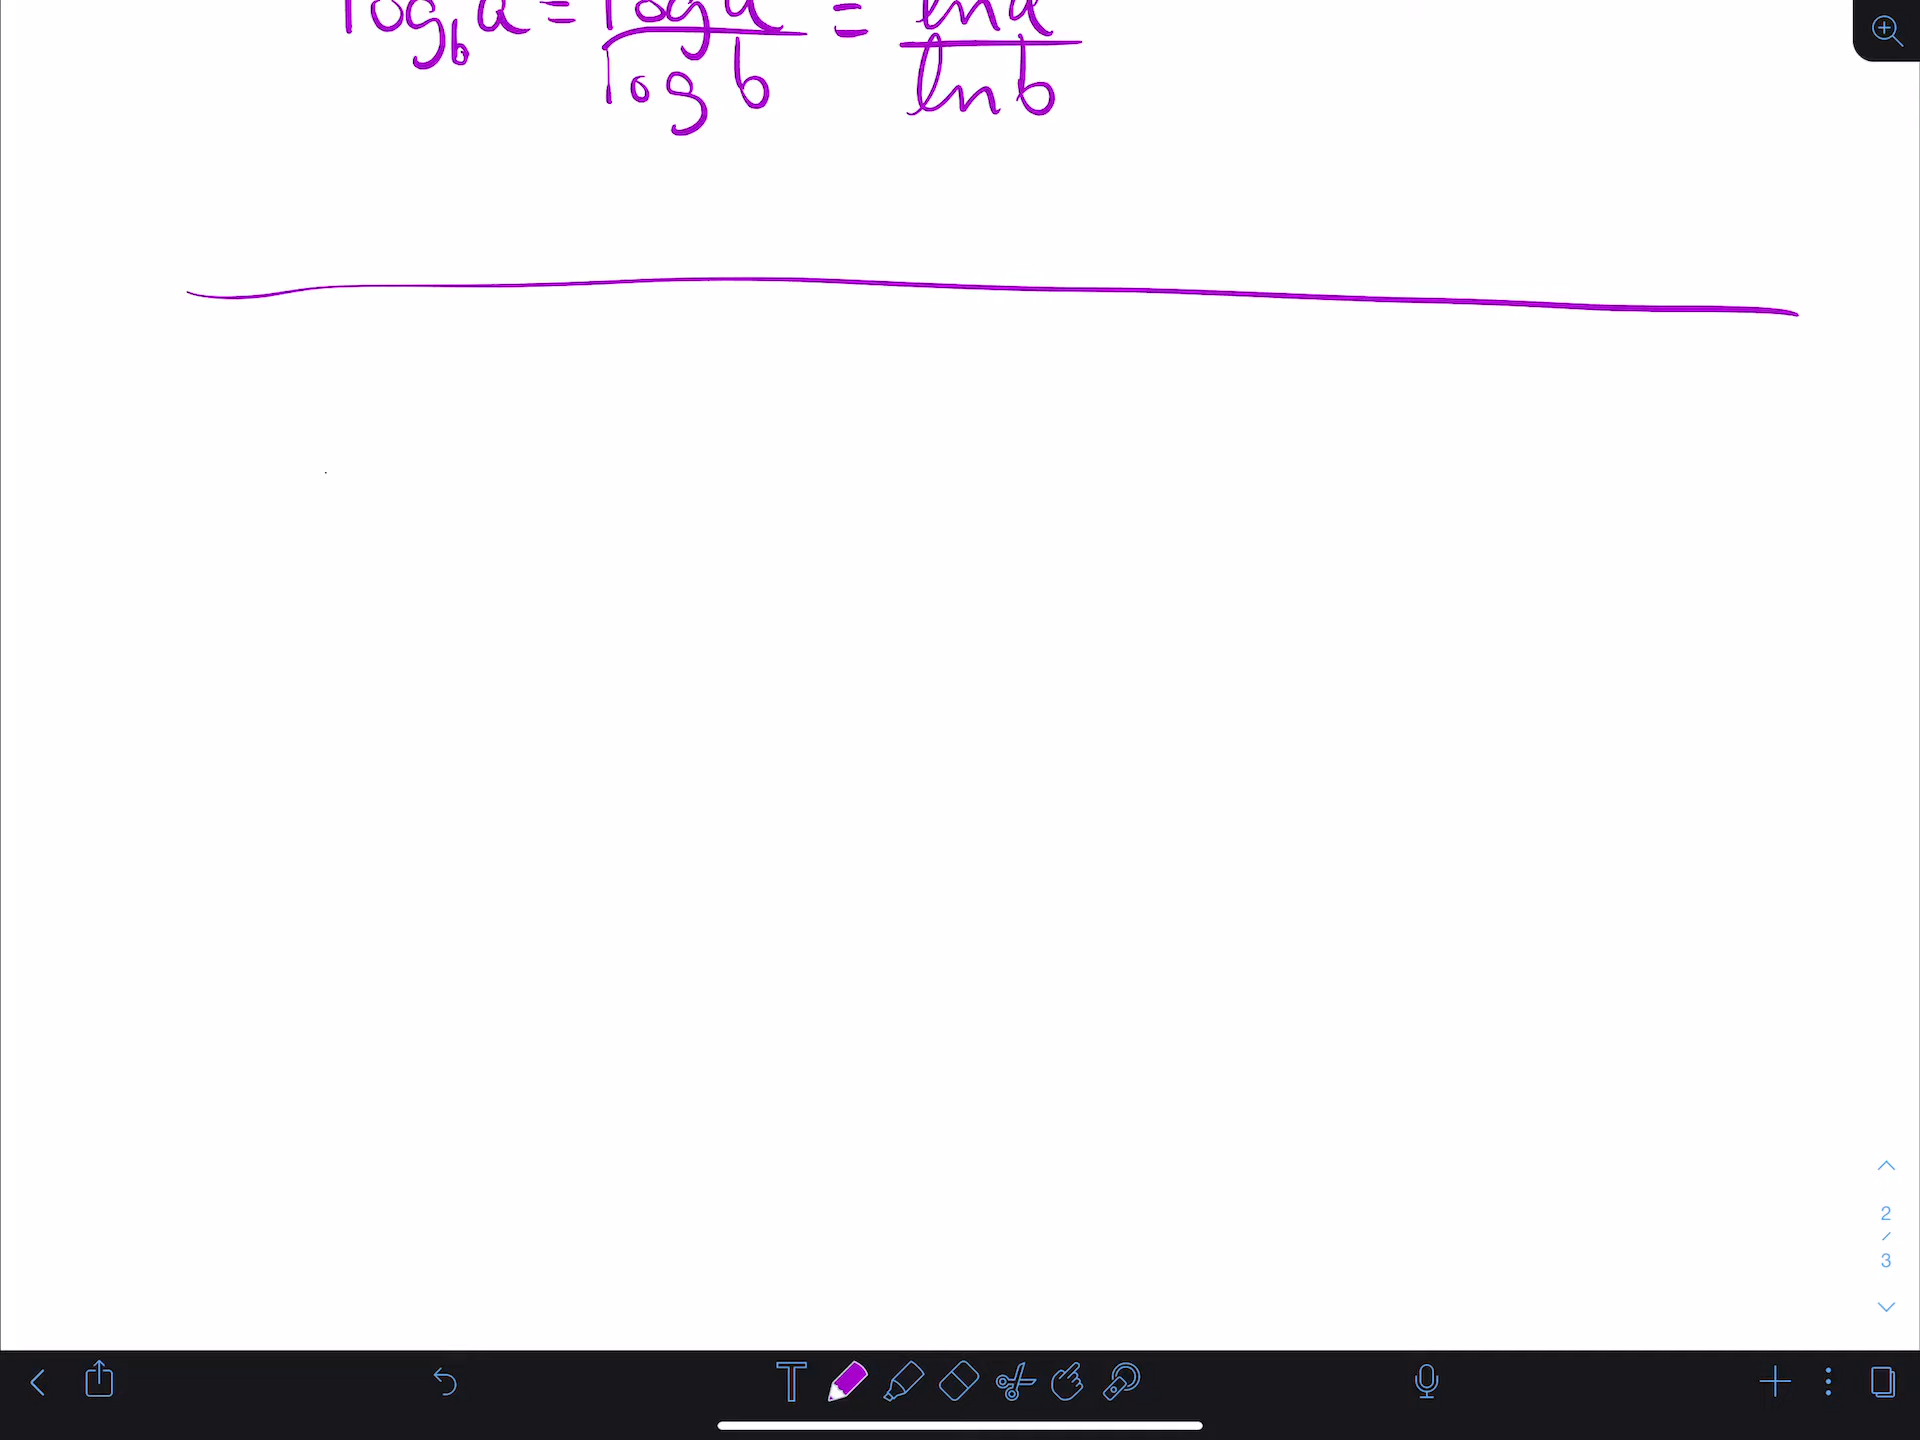 log_b a = log a / log b = ln a / ln b
2
/
3